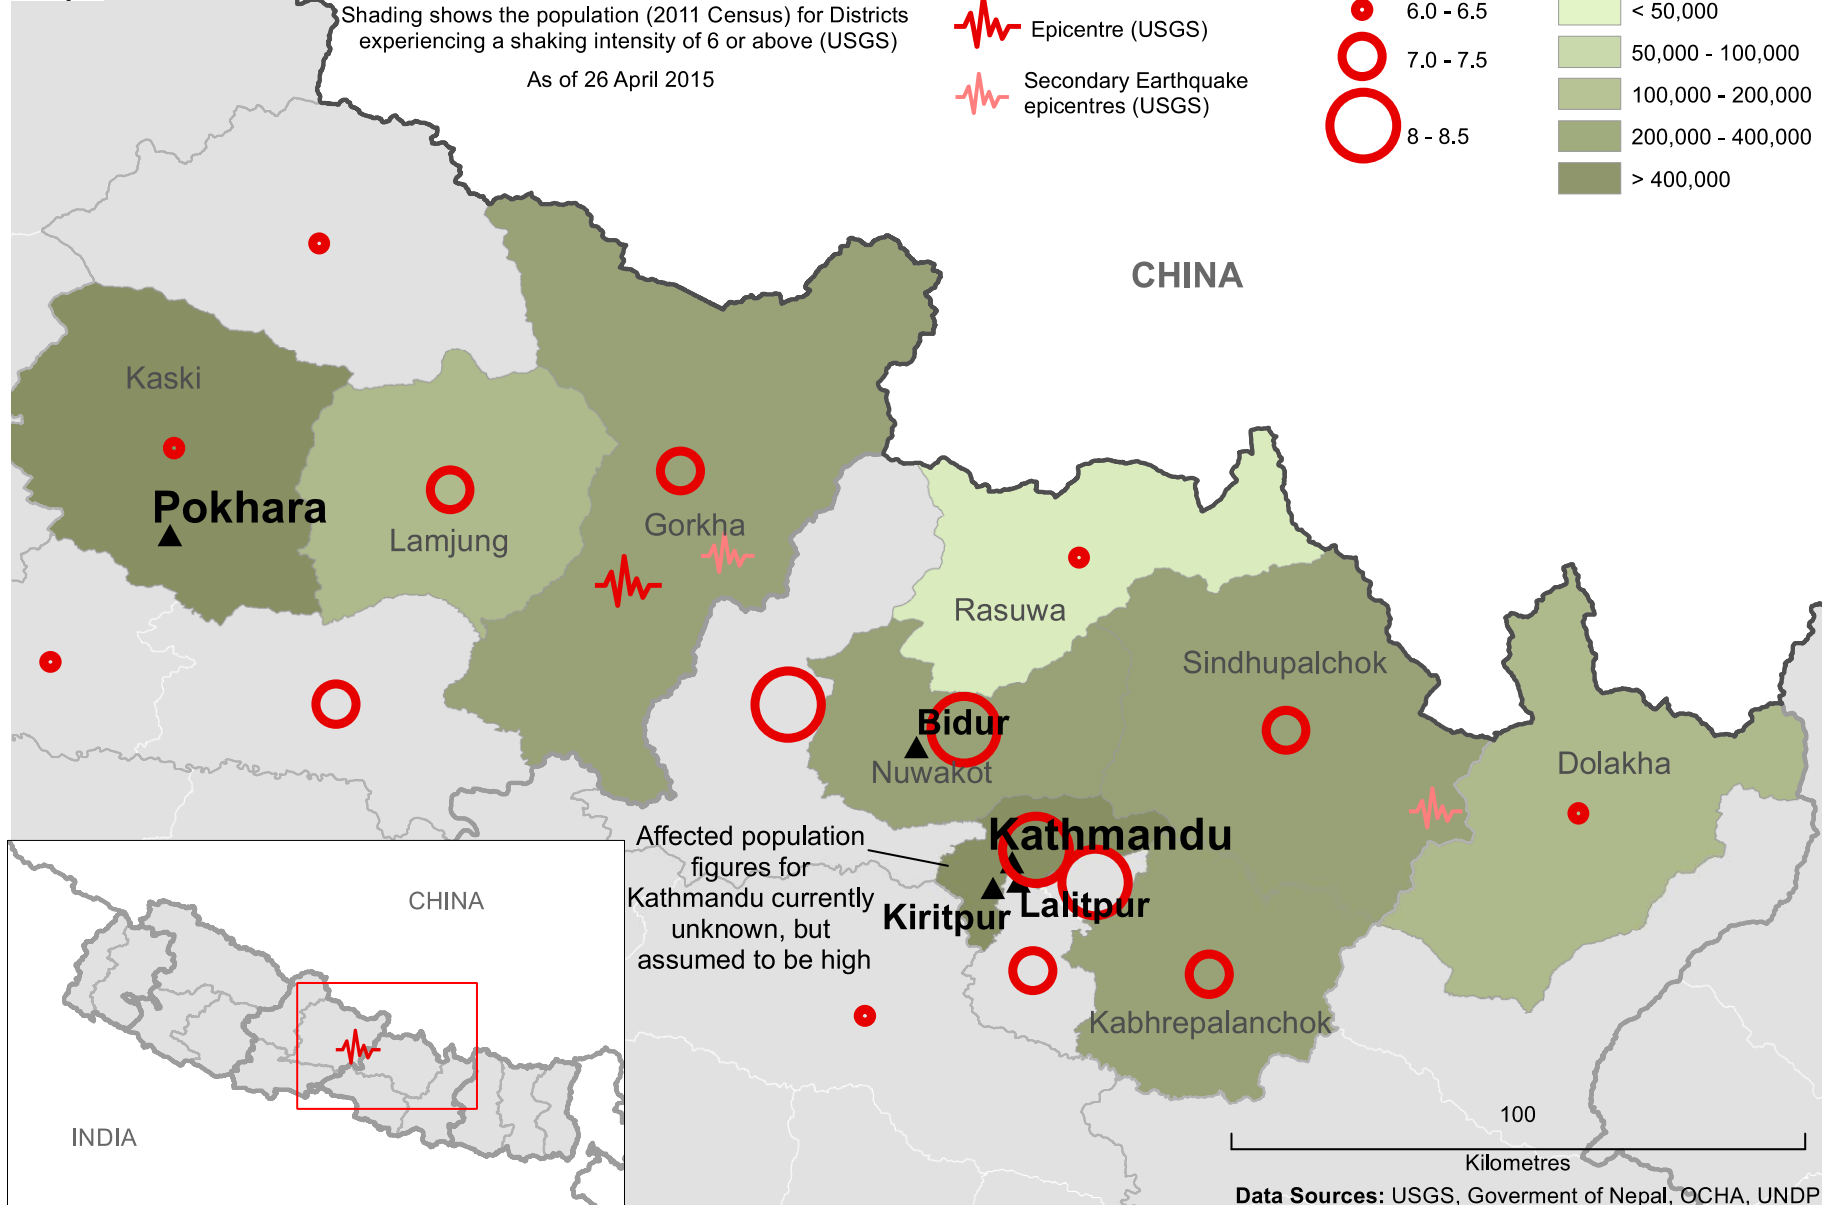 Shading shows the population (2011 Census) for Districts
experiencing a shaking intensity of 6 or above (USGS)
As of 26 April 2015
Epicentre (USGS)
Secondary Earthquake
epicentres (USGS)
6.0 - 6.5
7.0 - 7.5
8 - 8.5
< 50,000
50,000 - 100,000
100,000 - 200,000
200,000 - 400,000
> 400,000
CHINA
Kaski
Pokhara
Lamjung
Gorkha
Rasuwa
Sindhupalchok
Bidur
Nuwakot
Dolakha
Kathmandu
Lalitpur
Kiritpur
Kabhrepalanchok
Affected population
figures for
Kathmandu currently
unknown, but
assumed to be high
CHINA
INDIA
100
Kilometres
Data Sources: USGS, Goverment of Nepal, OCHA, UNDP